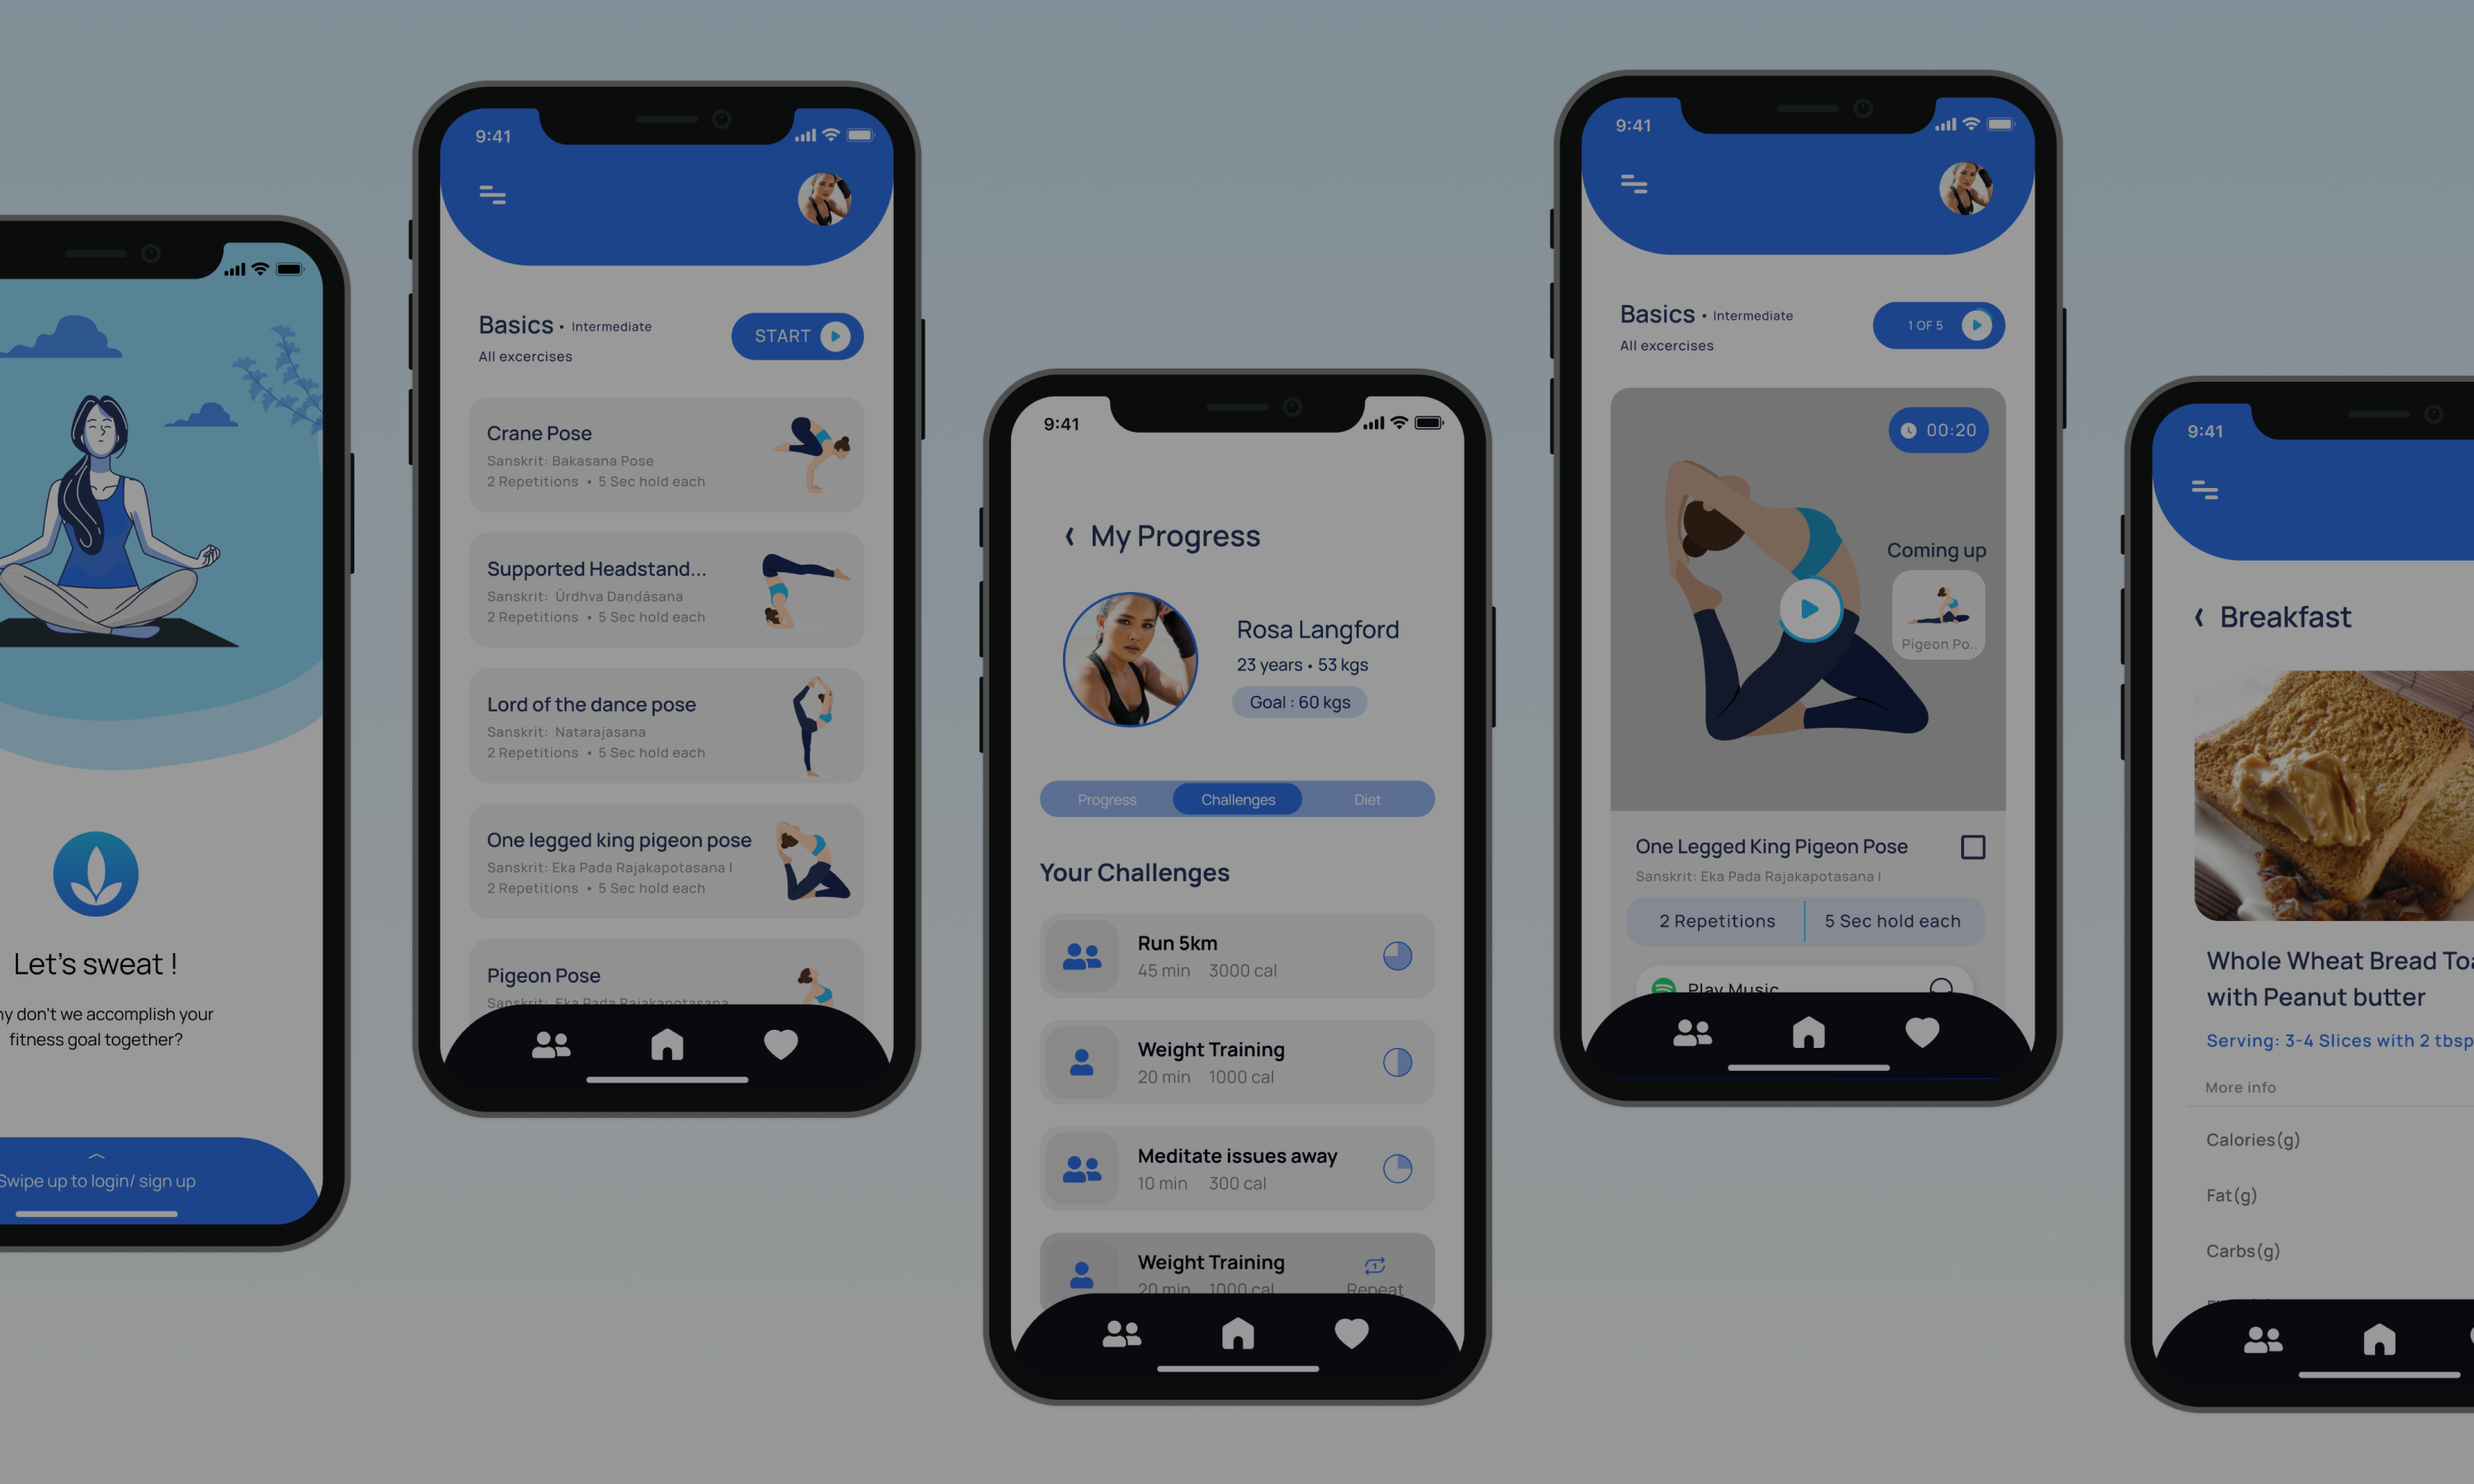 Let's sweat !
don't we accomplish your
fitness goal together?
Swipe up to login/ sign up
9:41
Basics • Intermediate
All excercises
START
Crane Pose
Sanskrit: Bakasana Pose
2 Repetitions • 5 Sec hold each
Supported Headstand...
Sanskrit: Ūrdhva Daṇḍāsana
2 Repetitions • 5 Sec hold each
Lord of the dance pose
Sanskrit: Natarajasana
2 Repetitions • 5 Sec hold each
One legged king pigeon pose
Sanskrit: Eka Pada Rajakapotasana I
2 Repetitions • 5 Sec hold each
Pigeon Pose
Sanskrit: Eka Pada Rajakapotasana
9:41
My Progress
Rosa Langford
23 years • 53 kgs
Goal : 60 kgs
Progress
Challenges
Diet
Your Challenges
Run 5km
45 min 3000 cal
Weight Training
20 min 1000 cal
Meditate issues away
10 min 300 cal
Weight Training
20 min 1000 cal
Repeat
9:41
Basics • Intermediate
All excercises
1 OF 5
00:20
Coming up
Pigeon Po..
One Legged King Pigeon Pose
Sanskrit: Eka Pada Rajakapotasana I
2 Repetitions
5 Sec hold each
Play Music
9:41
Breakfast
Whole Wheat Bread
with Peanut butter
Serving: 3-4 Slices with 2 tbsp
More info
Calories(g)
Fat(g)
Carbs(g)